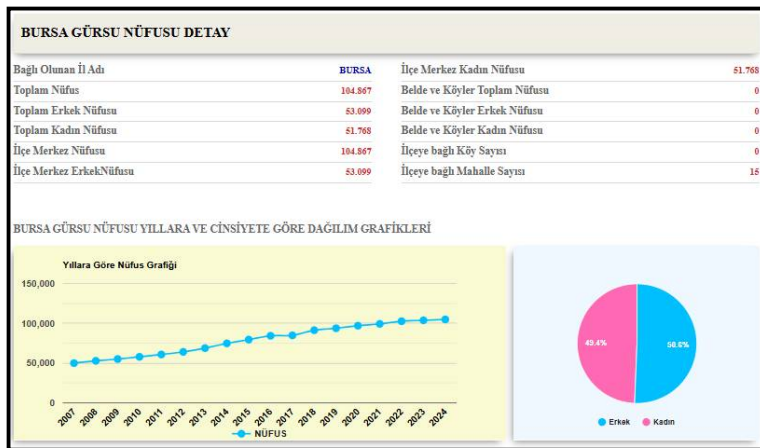 BURSA GÜRSU NÜFUSU DETAY
Bağlı Olunan İl Adı BURSA
Toplam Nüfus 104.867
Toplam Erkek Nüfusu 53.099
Toplam Kadın Nüfusu 51.768
İlçe Merkez Nüfusu 104.867
İlçe Merkez ErkekNüfusu 53.099
İlçe Merkez Kadın Nüfusu 51.768
Belde ve Köyler Toplam Nüfusu 0
Belde ve Köyler Erkek Nüfusu 0
Belde ve Köyler Kadın Nüfusu 0
İlçeye bağlı Köy Sayısı 0
İlçeye bağlı Mahalle Sayısı 15
BURSA GÜRSU NÜFUSU YILLARA VE CİNSİYETE GÖRE DAĞILIM GRAFİKLERİ
Yıllara Göre Nüfus Grafiği
150,000
100,000
50,000
0
2007 2008 2009 2010 2011 2012 2013 2014 2015 2016 2017 2018 2019 2020 2021 2022 2023 2024
NÜFUS
49.4% 50.6%
Erkek Kadın